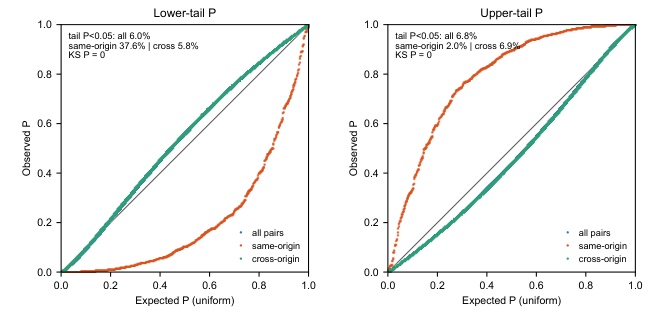 Lower-tail P
tail P<0.05: all 6.0%
same-origin 37.6% | cross 5.8%
KS P = 0
1.0
0.8
0.6
0.4
0.2
0.0
Observed P
all pairs
same-origin
cross-origin
0.0 0.2 0.4 0.6 0.8 1.0
Expected P (uniform)
Upper-tail P
tail P<0.05: all 6.8%
same-origin 2.0% | cross 6.9%
KS P = 0
1.0
0.8
0.6
0.4
0.2
0.0
Observed P
all pairs
same-origin
cross-origin
0.0 0.2 0.4 0.6 0.8 1.0
Expected P (uniform)